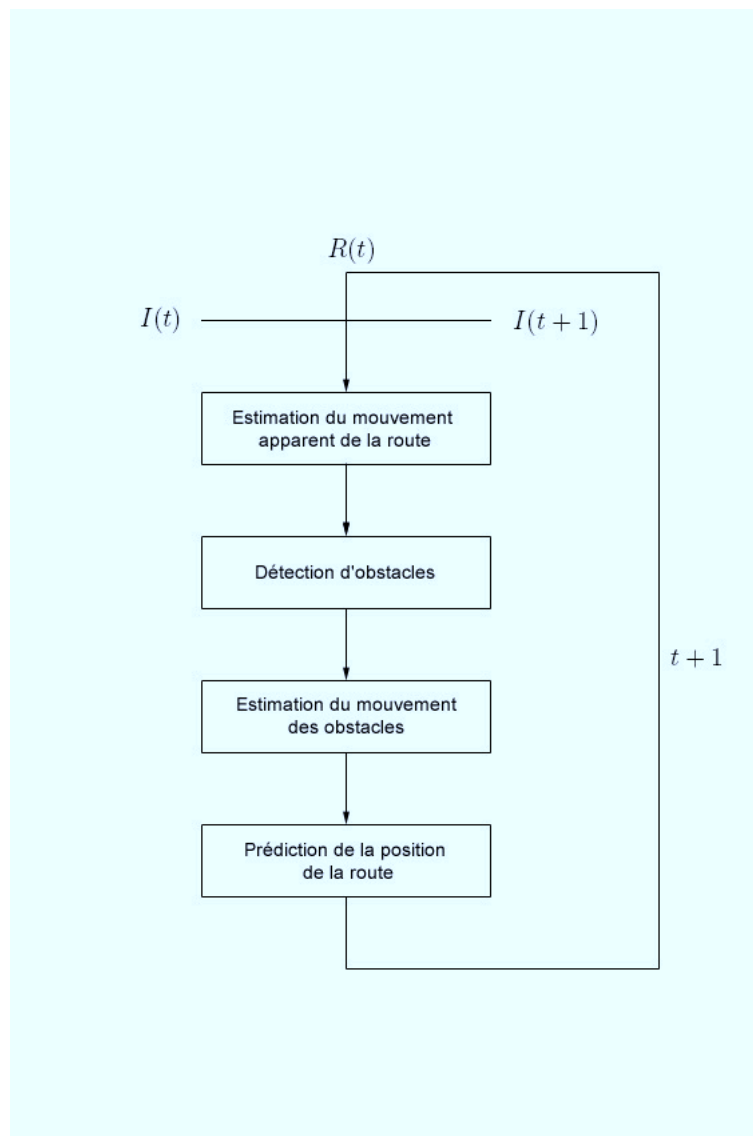 R(t)
I(t)
I(t + 1)
Estimation du mouvement
apparent de la route
Détection d'obstacles
t + 1
Estimation du mouvement
des obstacles
Prédiction de la position
de la route